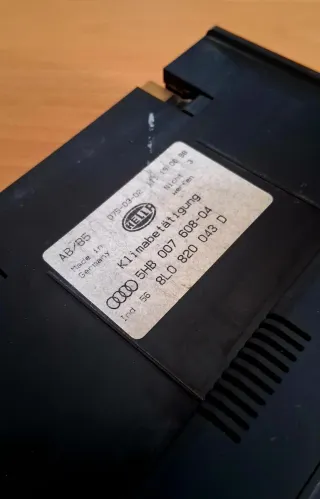 A8/B5
Made in
Germany
HELLA
Klimabetätigung
5HB 007 608-04
8L0 820 043 D
Ind 56